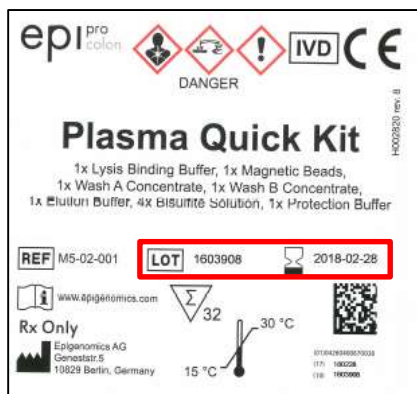 epi pro colon
IVD CE
DANGER
H002820 rev. 8
Plasma Quick Kit
1x Lysis Binding Buffer, 1x Magnetic Beads,
1x Wash A Concentrate, 1x Wash B Concentrate,
1x Elution Buffer, 4x Bisulfite Solution, 1x Protection Buffer
REF M5-02-001 LOT 1603908 2018-02-28
www.epigenomics.com
Σ 32
Rx Only
Epigenomics AG
Geneststr.5
10829 Berlin, Germany
30 °C
15 °C
(17)
(10) 1603908